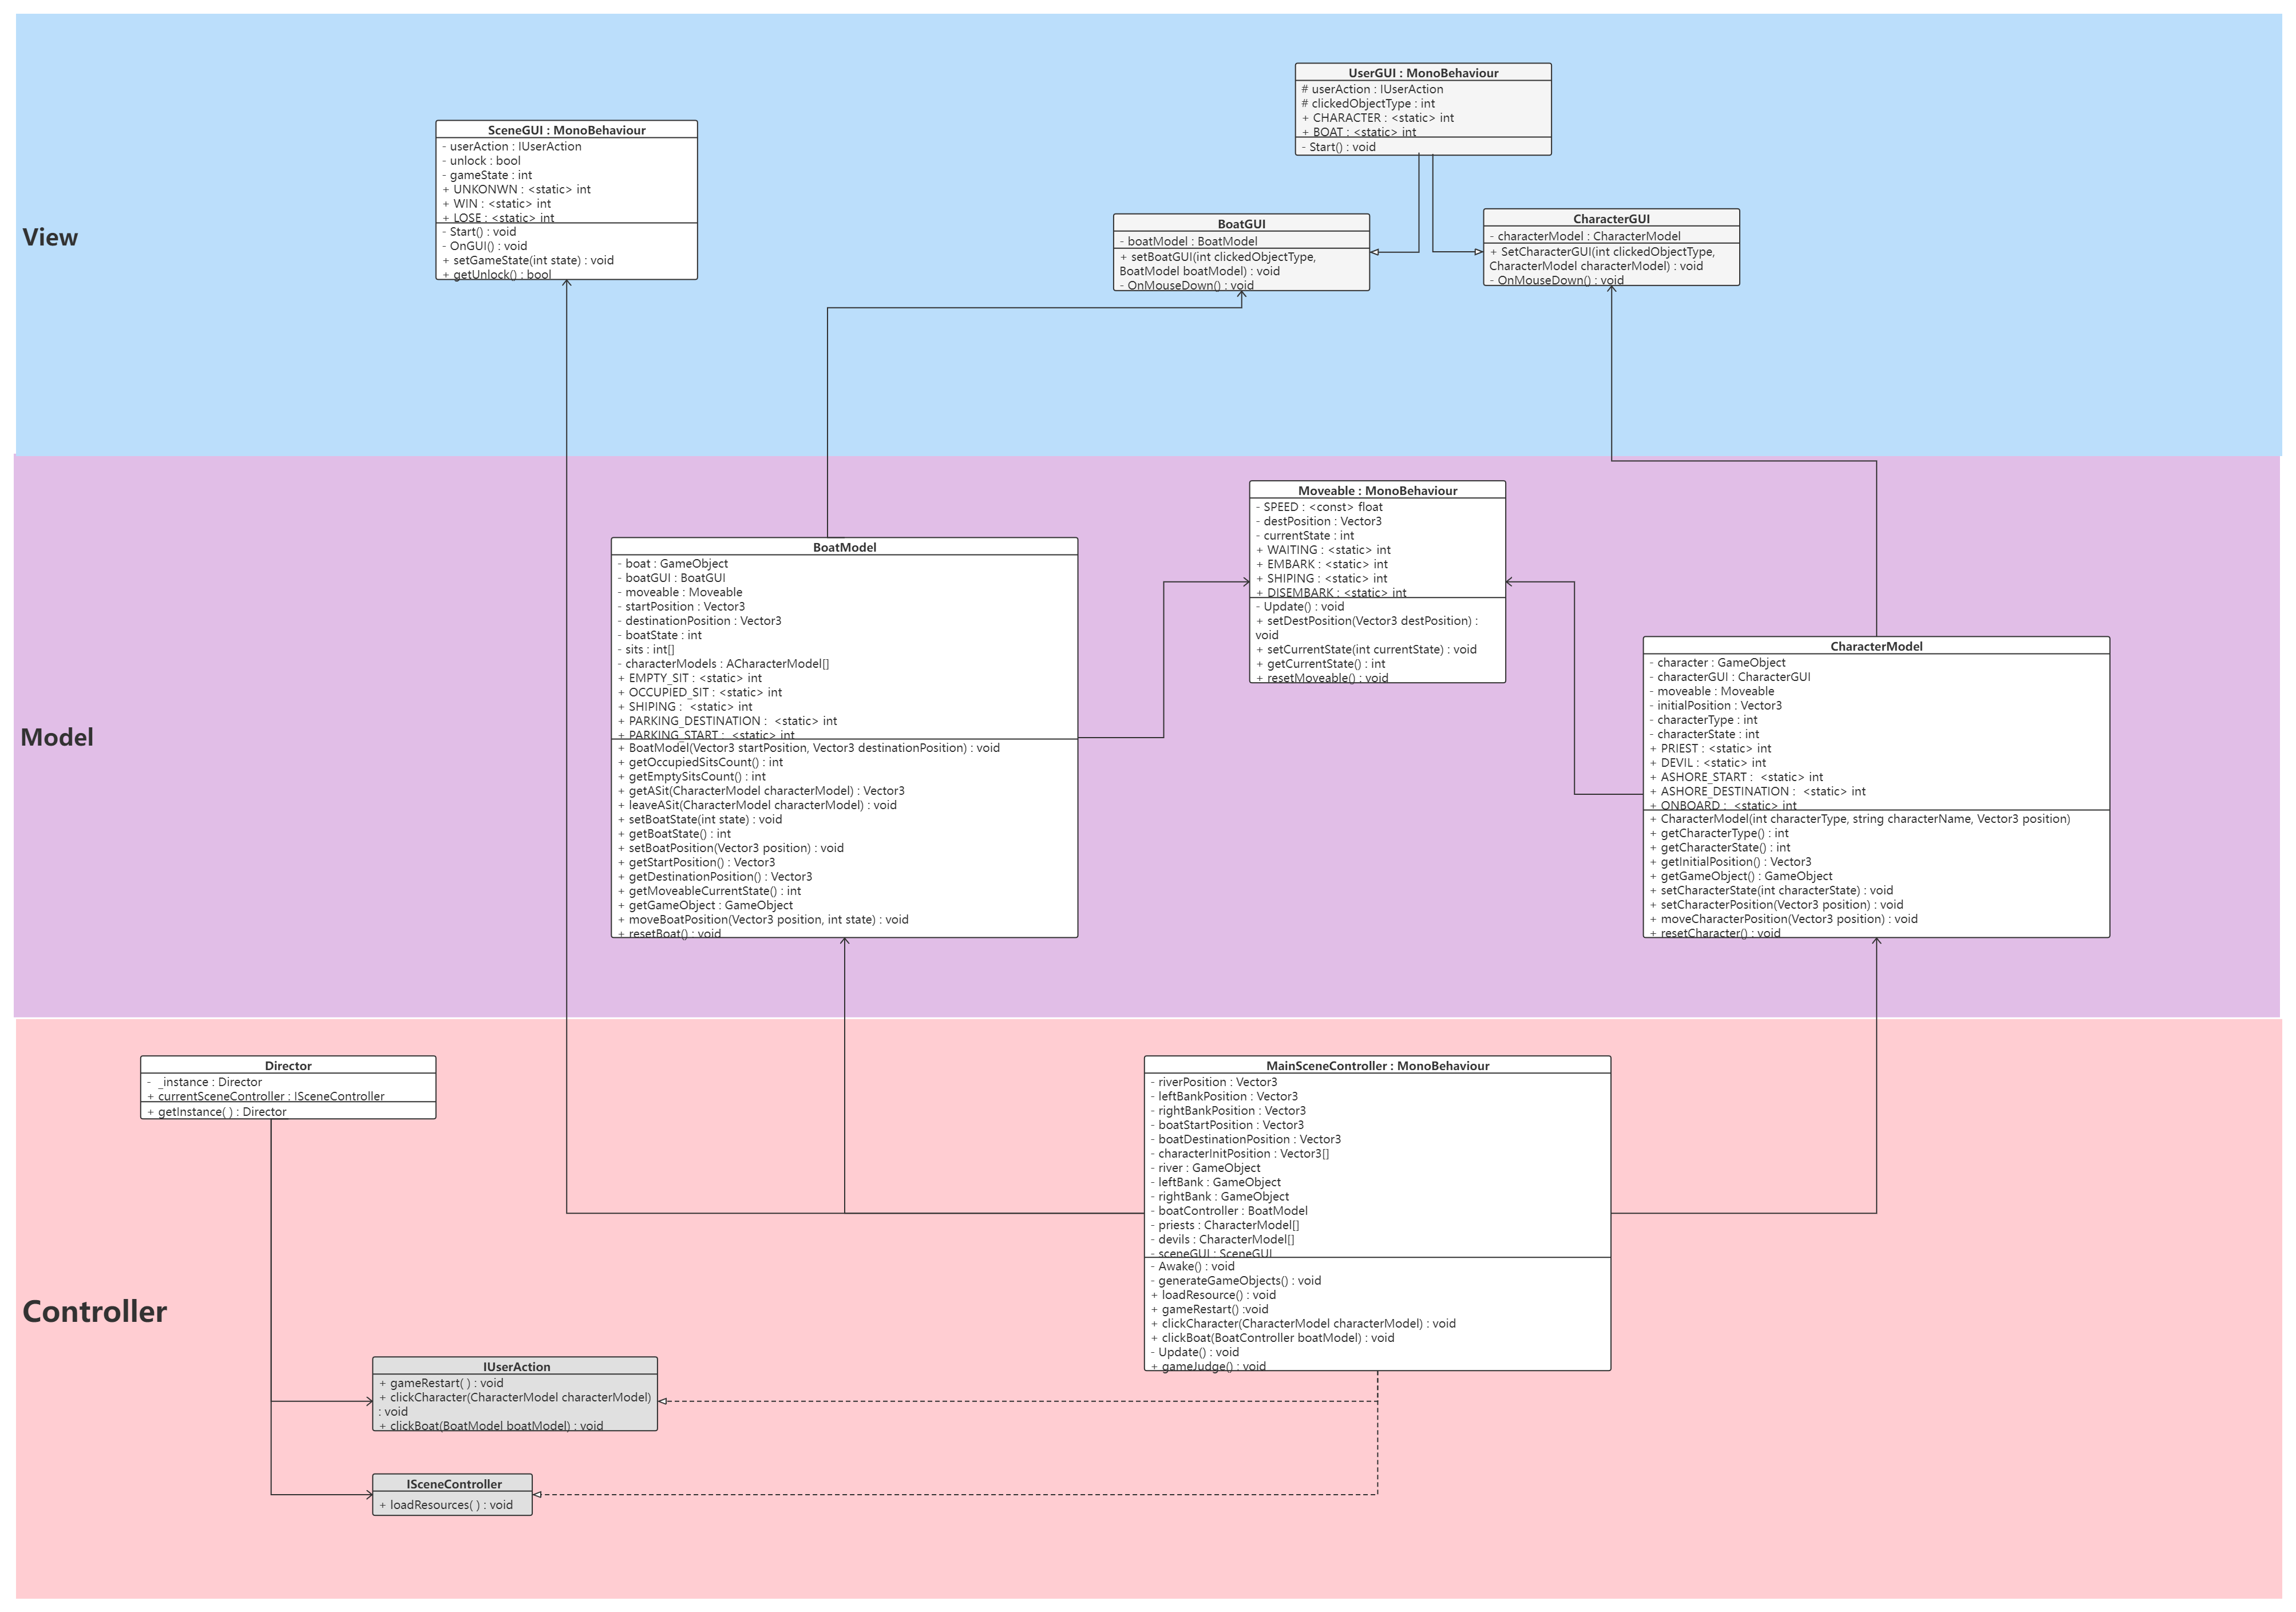 View
SceneGUI : MonoBehaviour
- userAction : IUserAction
- unlock : bool
- gameState : int
+ UNKONWN : <static> int
+ WIN : <static> int
+ LOSE : <static> int
- Start() : void
- OnGUI() : void
+ setGameState(int state) : void
+ getUnlock() : bool
UserGUI : MonoBehaviour
# userAction : IUserAction
# clickedObjectType : int
+ CHARACTER : <static> int
+ BOAT : <static> int
- Start() : void
BoatGUI
- boatModel : BoatModel
+ setBoatGUI(int clickedObjectType,
BoatModel boatModel) : void
- OnMouseDown() : void
CharacterGUI
- characterModel : CharacterModel
+ SetCharacterGUI(int clickedObjectType,
CharacterModel characterModel) : void
- OnMouseDown() : void
Model
BoatModel
- boat : GameObject
- boatGUI : BoatGUI
- moveable : Moveable
- startPosition : Vector3
- destinationPosition : Vector3
- boatState : int
- sits : int[]
- characterModels : ACharacterModel[]
+ EMPTY_SIT : <static> int
+ OCCUPIED_SIT : <static> int
+ SHIPING :  <static> int
+ PARKING_DESTINATION :  <static> int
+ PARKING_START :  <static> int
+ BoatModel(Vector3 startPosition, Vector3 destinationPosition) : void
+ getOccupiedSitsCount() : int
+ getEmptySitsCount() : int
+ getASit(CharacterModel characterModel) : Vector3
+ leaveASit(CharacterModel characterModel) : void
+ setBoatState(int state) : void
+ getBoatState() : int
+ setBoatPosition(Vector3 position) : void
+ getStartPosition() : Vector3
+ getDestinationPosition() : Vector3
+ getMoveableCurrentState() : int
+ getGameObject : GameObject
+ moveBoatPosition(Vector3 position, int state) : void
+ resetBoat() : void
Moveable : MonoBehaviour
- SPEED : <const> float
- destPosition : Vector3
- currentState : int
+ WAITING : <static> int
+ EMBARK : <static> int
+ SHIPING : <static> int
+ DISEMBARK : <static> int
- Update() : void
+ setDestPosition(Vector3 destPosition) :
void
+ setCurrentState(int currentState) : void
+ getCurrentState() : int
+ resetMoveable() : void
CharacterModel
- character : GameObject
- characterGUI : CharacterGUI
- moveable : Moveable
- initialPosition : Vector3
- characterType : int
- characterState : int
+ PRIEST : <static> int
+ DEVIL : <static> int
+ ASHORE_START :  <static> int
+ ASHORE_DESTINATION :  <static> int
+ ONBOARD :  <static> int
+ CharacterModel(int characterType, string characterName, Vector3 position)
+ getCharacterType() : int
+ getCharacterState() : int
+ getInitialPosition() : Vector3
+ getGameObject() : GameObject
+ setCharacterState(int characterState) : void
+ setCharacterPosition(Vector3 position) : void
+ moveCharacterPosition(Vector3 position) : void
+ resetCharacter() : void
Controller
Director
-  _instance : Director
+ currentSceneController : ISceneController
+ getInstance( ) : Director
MainSceneController : MonoBehaviour
- riverPosition : Vector3
- leftBankPosition : Vector3
- rightBankPosition : Vector3
- boatStartPosition : Vector3
- boatDestinationPosition : Vector3
- characterInitPosition : Vector3[]
- river : GameObject
- leftBank : GameObject
- rightBank : GameObject
- boatController : BoatModel
- priests : CharacterModel[]
- devils : CharacterModel[]
- sceneGUI : SceneGUI
- Awake() : void
- generateGameObjects() : void
+ loadResource() : void
+ gameRestart() :void
+ clickCharacter(CharacterModel characterModel) : void
+ clickBoat(BoatController boatModel) : void
- Update() : void
+ gameJudge() : void
IUserAction
+ gameRestart( ) : void
+ clickCharacter(CharacterModel characterModel)
: void
+ clickBoat(BoatModel boatModel) : void
ISceneController
+ loadResources( ) : void